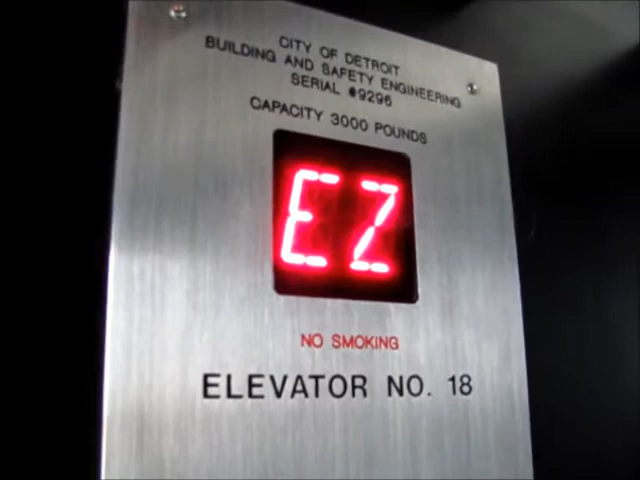 CITY OF DETROIT
BUILDING AND SAFETY ENGINEERING
SERIAL #9296
CAPACITY 3000 POUNDS
EZ
NO SMOKING
ELEVATOR NO. 18